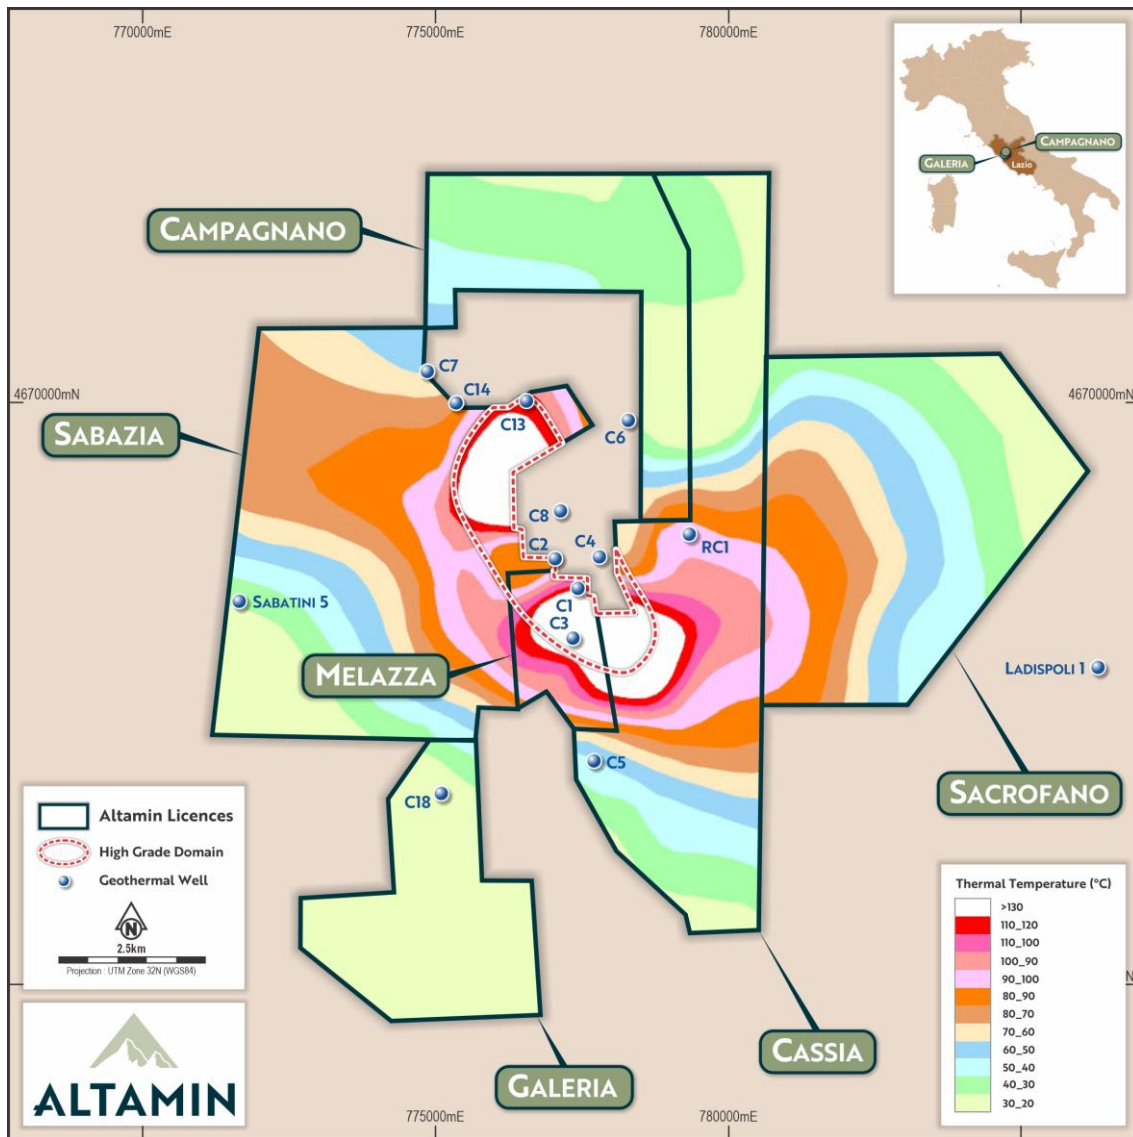 770000mE
775000mE
780000mE
CAMPAGNANO
GALERIA
Lazio
CAMPAGNANO
4670000mN
4670000mN
C7
C14
C13
C6
SABAZIA
C8
C2
C4
RC1
C1
C3
SABATINI 5
MELAZZA
LADISPOLI 1
C5
C18
SACROFANO
Altamin Licences
High Grade Domain
Geothermal Well
N
2.5km
Projection : UTM Zone 32N (WGS84)
Thermal Temperature (°C)
>130
110_120
110_100
100_90
90_100
80_90
80_70
70_60
60_50
50_40
40_30
30_20
CASSIA
GALERIA
ALTAMIN
775000mE
780000mE